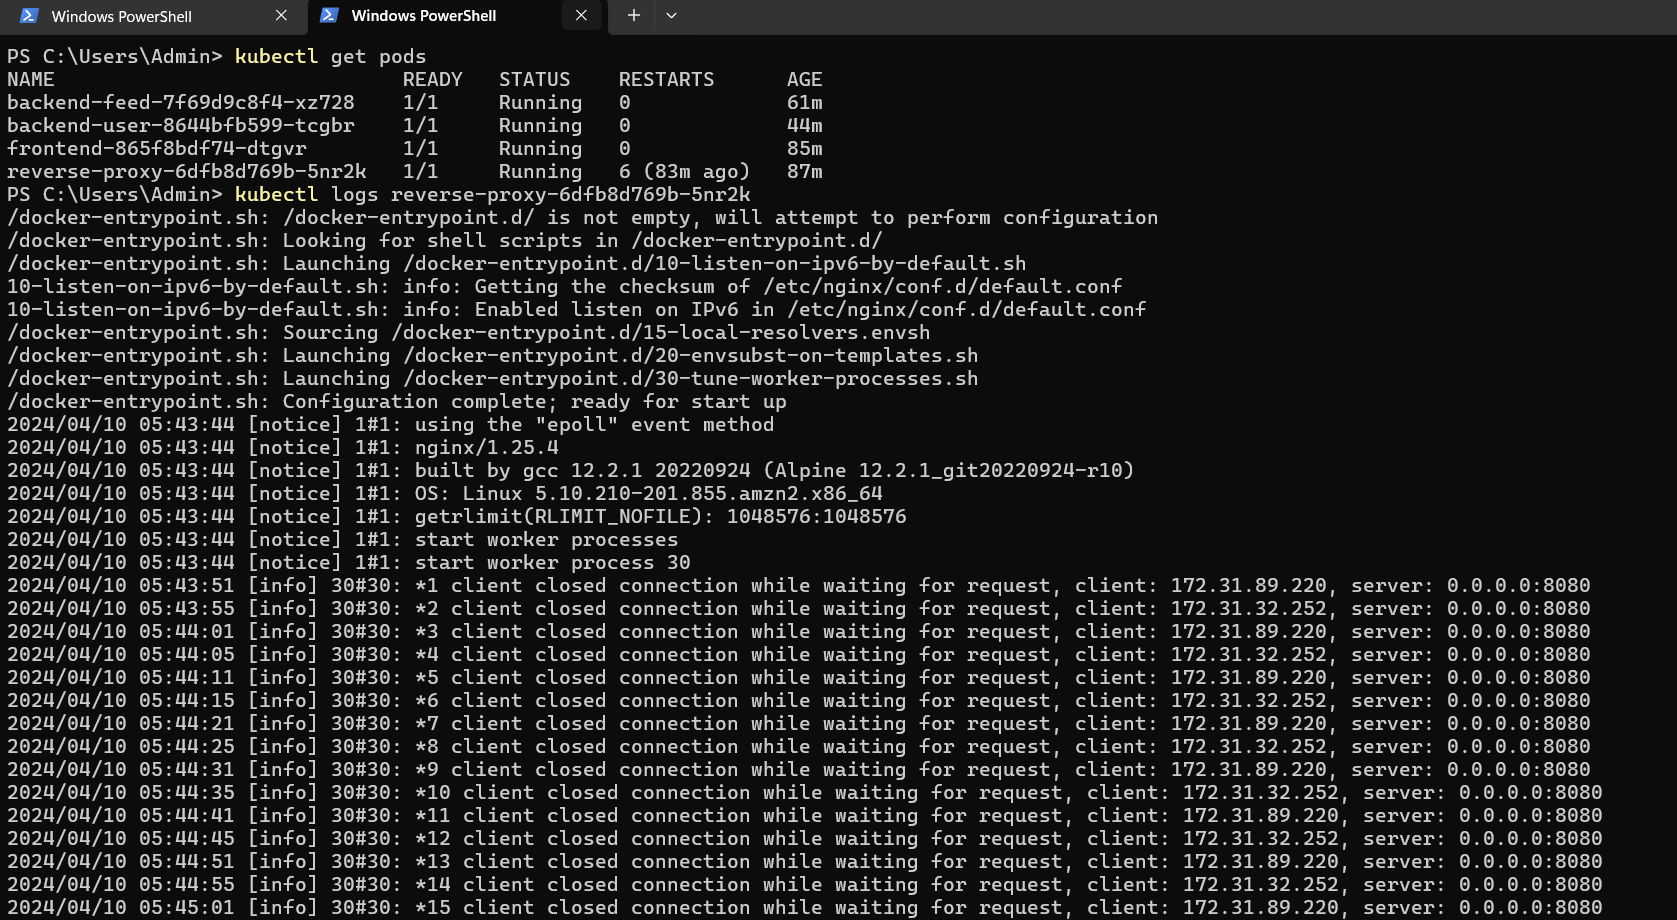 Windows PowerShell
Windows PowerShell
PS C:\Users\Admin> kubectl get pods
NAME READY STATUS RESTARTS AGE
backend-feed-7f69d9c8f4-xz728 1/1 Running 0 61m
backend-user-8644bfb599-tcgbr 1/1 Running 0 44m
frontend-865f8bdf74-dtgvr 1/1 Running 0 85m
reverse-proxy-6dfb8d769b-5nr2k 1/1 Running 6 (83m ago) 87m
PS C:\Users\Admin> kubectl logs reverse-proxy-6dfb8d769b-5nr2k
/docker-entrypoint.sh: /docker-entrypoint.d/ is not empty, will attempt to perform configuration
/docker-entrypoint.sh: Looking for shell scripts in /docker-entrypoint.d/
/docker-entrypoint.sh: Launching /docker-entrypoint.d/10-listen-on-ipv6-by-default.sh
10-listen-on-ipv6-by-default.sh: info: Getting the checksum of /etc/nginx/conf.d/default.conf
10-listen-on-ipv6-by-default.sh: info: Enabled listen on IPv6 in /etc/nginx/conf.d/default.conf
/docker-entrypoint.sh: Sourcing /docker-entrypoint.d/15-local-resolvers.envsh
/docker-entrypoint.sh: Launching /docker-entrypoint.d/20-envsubst-on-templates.sh
/docker-entrypoint.sh: Launching /docker-entrypoint.d/30-tune-worker-processes.sh
/docker-entrypoint.sh: Configuration complete; ready for start up
2024/04/10 05:43:44 [notice] 1#1: using the "epoll" event method
2024/04/10 05:43:44 [notice] 1#1: nginx/1.25.4
2024/04/10 05:43:44 [notice] 1#1: built by gcc 12.2.1 20220924 (Alpine 12.2.1_git20220924-r10)
2024/04/10 05:43:44 [notice] 1#1: OS: Linux 5.10.210-201.855.amzn2.x86_64
2024/04/10 05:43:44 [notice] 1#1: getrlimit(RLIMIT_NOFILE): 1048576:1048576
2024/04/10 05:43:44 [notice] 1#1: start worker processes
2024/04/10 05:43:44 [notice] 1#1: start worker process 30
2024/04/10 05:43:51 [info] 30#30: *1 client closed connection while waiting for request, client: 172.31.89.220, server: 0.0.0.0:8080
2024/04/10 05:43:55 [info] 30#30: *2 client closed connection while waiting for request, client: 172.31.32.252, server: 0.0.0.0:8080
2024/04/10 05:44:01 [info] 30#30: *3 client closed connection while waiting for request, client: 172.31.89.220, server: 0.0.0.0:8080
2024/04/10 05:44:05 [info] 30#30: *4 client closed connection while waiting for request, client: 172.31.32.252, server: 0.0.0.0:8080
2024/04/10 05:44:11 [info] 30#30: *5 client closed connection while waiting for request, client: 172.31.89.220, server: 0.0.0.0:8080
2024/04/10 05:44:15 [info] 30#30: *6 client closed connection while waiting for request, client: 172.31.32.252, server: 0.0.0.0:8080
2024/04/10 05:44:21 [info] 30#30: *7 client closed connection while waiting for request, client: 172.31.89.220, server: 0.0.0.0:8080
2024/04/10 05:44:25 [info] 30#30: *8 client closed connection while waiting for request, client: 172.31.32.252, server: 0.0.0.0:8080
2024/04/10 05:44:31 [info] 30#30: *9 client closed connection while waiting for request, client: 172.31.89.220, server: 0.0.0.0:8080
2024/04/10 05:44:35 [info] 30#30: *10 client closed connection while waiting for request, client: 172.31.32.252, server: 0.0.0.0:8080
2024/04/10 05:44:41 [info] 30#30: *11 client closed connection while waiting for request, client: 172.31.89.220, server: 0.0.0.0:8080
2024/04/10 05:44:45 [info] 30#30: *12 client closed connection while waiting for request, client: 172.31.32.252, server: 0.0.0.0:8080
2024/04/10 05:44:51 [info] 30#30: *13 client closed connection while waiting for request, client: 172.31.89.220, server: 0.0.0.0:8080
2024/04/10 05:44:55 [info] 30#30: *14 client closed connection while waiting for request, client: 172.31.32.252, server: 0.0.0.0:8080
2024/04/10 05:45:01 [info] 30#30: *15 client closed connection while waiting for request, client: 172.31.89.220, server: 0.0.0.0:8080